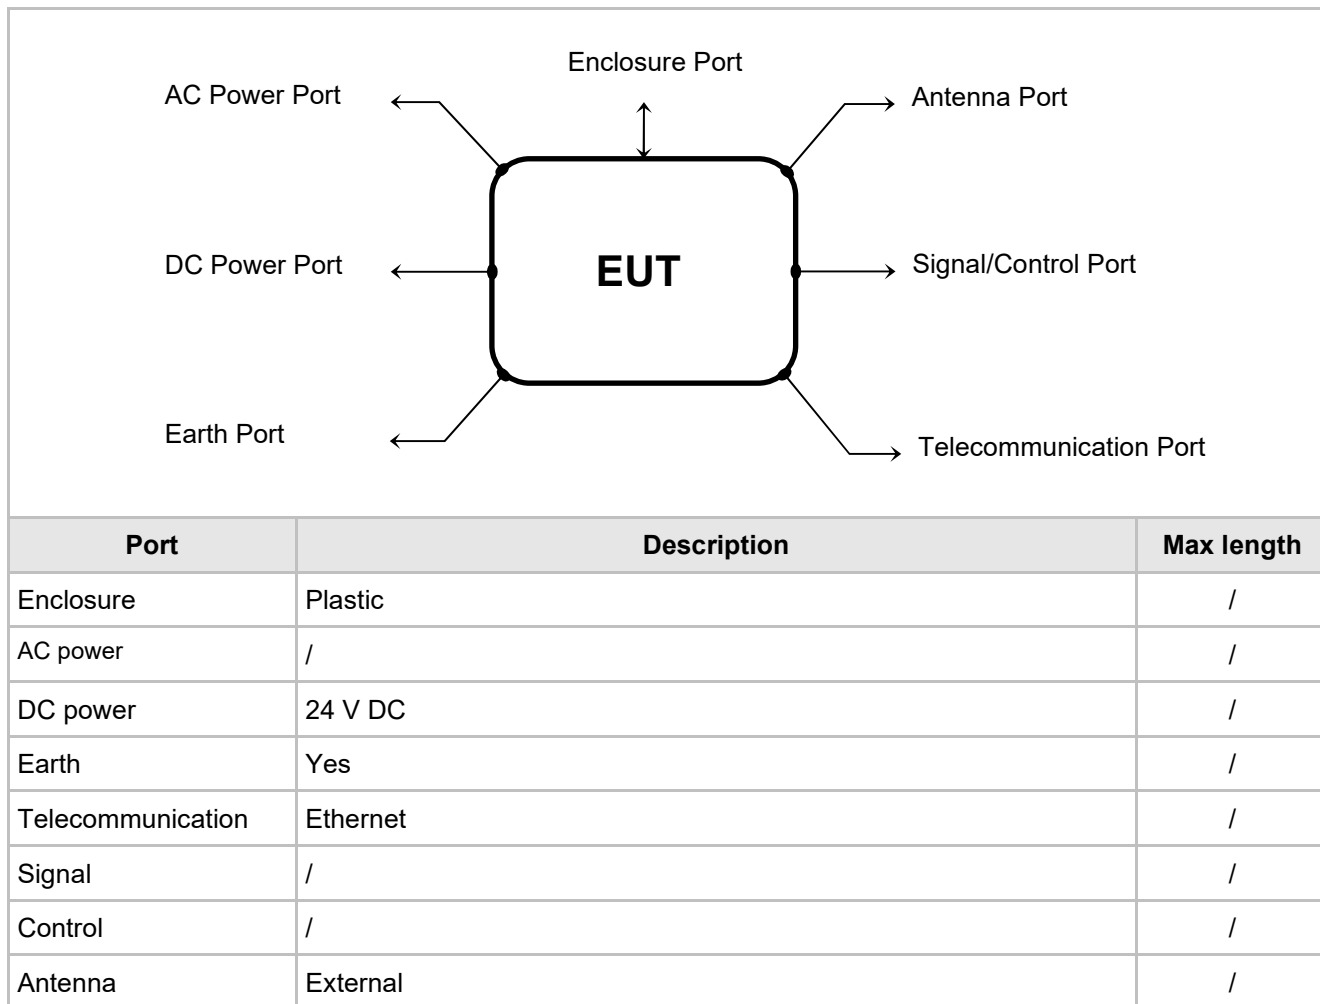 Enclosure Port
AC Power Port
Antenna Port
DC Power Port
EUT
Signal/Control Port
Earth Port
Telecommunication Port
Port Description Max length
Enclosure Plastic /
AC power / /
DC power 24 V DC /
Earth Yes /
Telecommunication Ethernet /
Signal / /
Control / /
Antenna External /